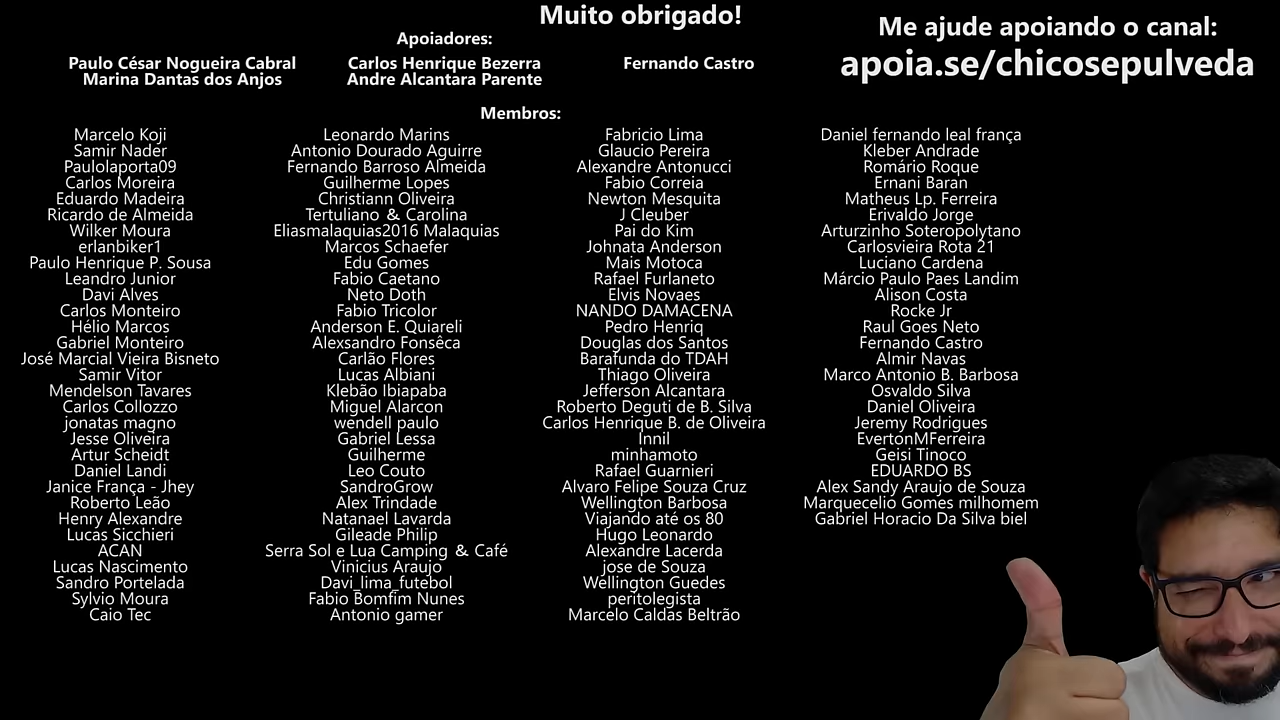 Muito obrigado!
Apoiadores:
Paulo César Nogueira Cabral
Marina Dantas dos Anjos
Carlos Henrique Bezerra
Andre Alcantara Parente
Fernando Castro
Me ajude apoiando o canal:
apoia.se/chicosepulveda
Membros:
Marcelo Koji
Samir Nader
Paulolaporta09
Carlos Moreira
Eduardo Madeira
Ricardo de Almeida
Wilker Moura
erlanbiker1
Paulo Henrique P. Sousa
Leandro Junior
Davi Alves
Carlos Monteiro
Hélio Marcos
Gabriel Monteiro
José Marcial Vieira Bisneto
Samir Vitor
Mendelson Tavares
Carlos Collozzo
jonatas magno
Jesse Oliveira
Artur Scheidt
Daniel Landi
Janice França - Jhey
Roberto Leão
Henry Alexandre
Lucas Sicchieri
ACAN
Lucas Nascimento
Sandro Portelada
Sylvio Moura
Caio Tec
Leonardo Marins
Antonio Dourado Aguirre
Fernando Barroso Almeida
Guilherme Lopes
Christiann Oliveira
Tertuliano & Carolina
Eliasmalaquias2016 Malaquias
Marcos Schaefer
Edu Gomes
Fabio Caetano
Neto Doth
Fabio Tricolor
Anderson E. Quiareli
Alexsandro Fonsêca
Carlão Flores
Lucas Albiani
Klebão Ibiapaba
Miguel Alarcon
wendell paulo
Gabriel Lessa
Guilherme
Leo Couto
SandroGrow
Alex Trindade
Natanael Lavarda
Gileade Philip
Serra Sol e Lua Camping & Café
Vinicius Araujo
Davi_lima_futebol
Fabio Bomfim Nunes
Antonio gamer
Fabricio Lima
Glaucio Pereira
Alexandre Antonucci
Fabio Correia
Newton Mesquita
J Cleuber
Pai do Kim
Johnata Anderson
Mais Motoca
Rafael Furlaneto
Elvis Novaes
NANDO DAMACENA
Pedro Henriq
Douglas dos Santos
Barafunda do TDAH
Thiago Oliveira
Jefferson Alcantara
Roberto Deguti de B. Silva
Carlos Henrique B. de Oliveira
Innil
minhamoto
Rafael Guarnieri
Alvaro Felipe Souza Cruz
Wellington Barbosa
Viajando até os 80
Hugo Leonardo
Alexandre Lacerda
jose de Souza
Wellington Guedes
peritolegista
Marcelo Caldas Beltrão
Daniel fernando leal frança
Kleber Andrade
Romário Roque
Ernani Baran
Matheus Lp. Ferreira
Erivaldo Jorge
Arturzinho Soteropolytano
Carlosvieira Rota 21
Luciano Cardena
Márcio Paulo Paes Landim
Alison Costa
Rocke Jr
Raul Goes Neto
Fernando Castro
Almir Navas
Marco Antonio B. Barbosa
Osvaldo Silva
Daniel Oliveira
Jeremy Rodrigues
EvertonMFerreira
Geisi Tinoco
EDUARDO BS
Alex Sandy Araujo de Souza
Marquecelio Gomes milhomem
Gabriel Horacio Da Silva biel